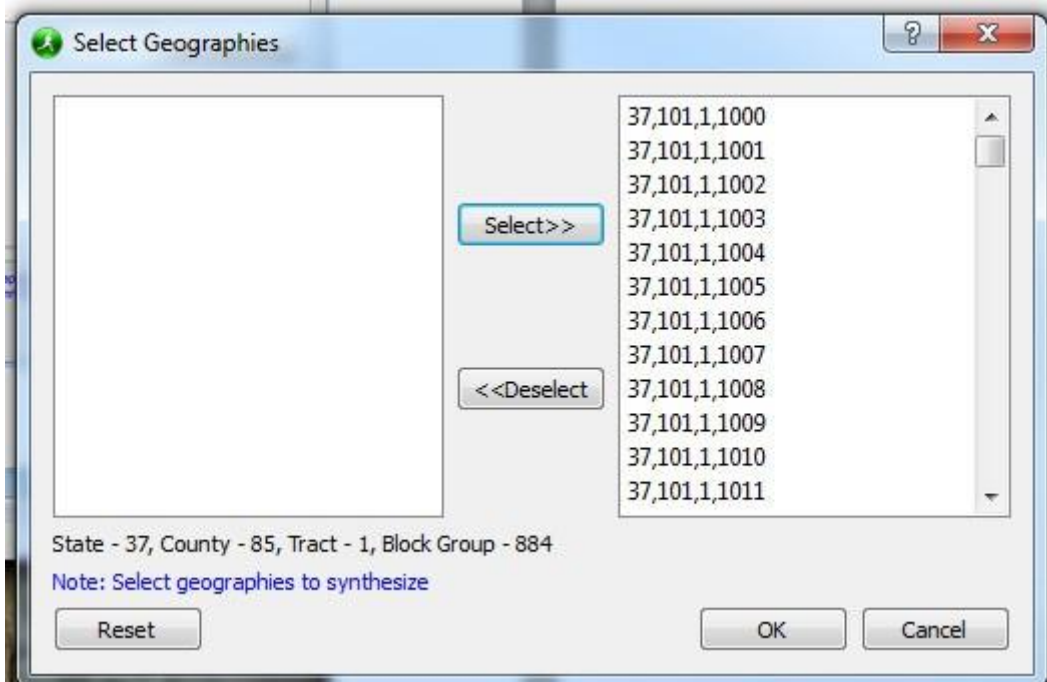 Select Geographies
37,101,1,1000
37,101,1,1001
37,101,1,1002
37,101,1,1003
37,101,1,1004
37,101,1,1005
37,101,1,1006
37,101,1,1007
37,101,1,1008
37,101,1,1009
37,101,1,1010
37,101,1,1011
Select>>
<<Deselect
State - 37, County - 85, Tract - 1, Block Group - 884
Note: Select geographies to synthesize
Reset
OK
Cancel